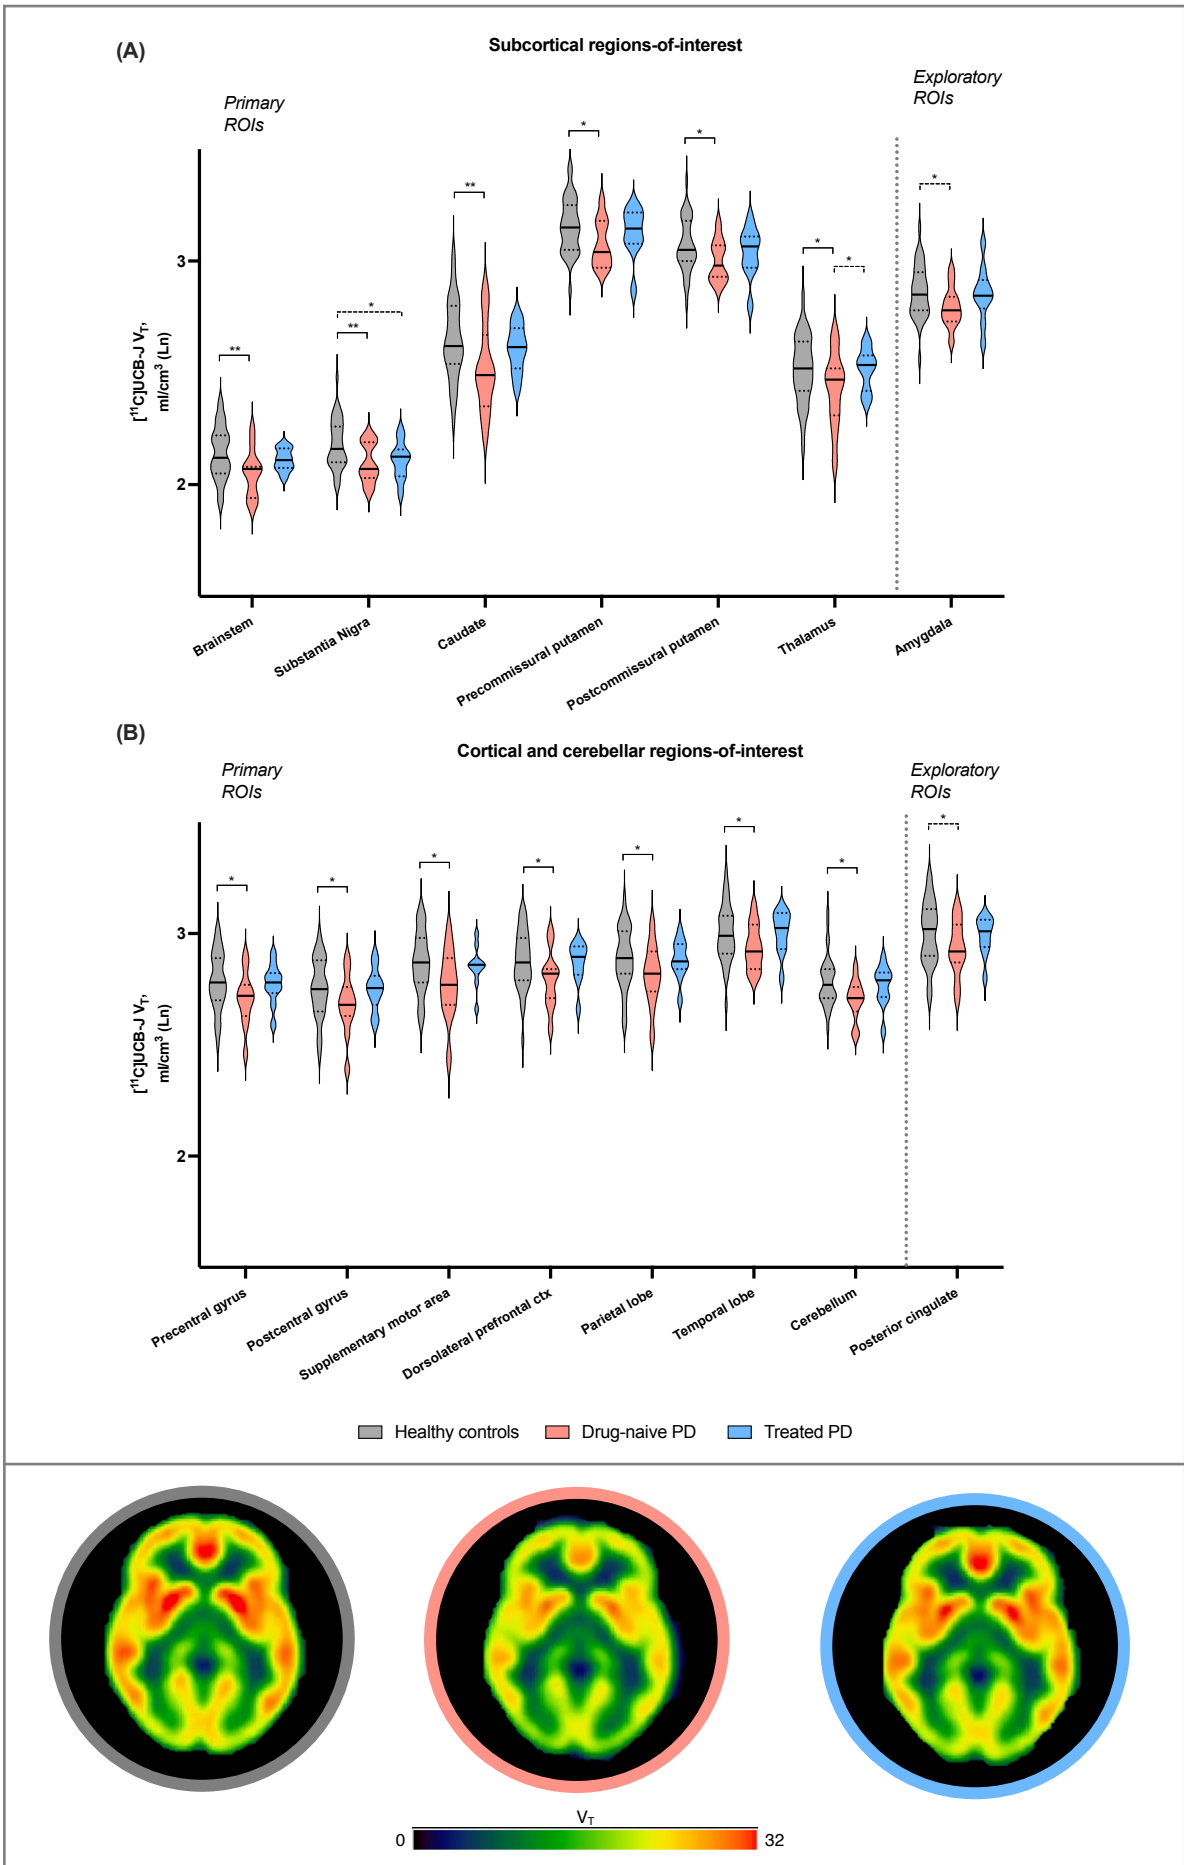 (A)
Subcortical regions-of-interest
Primary
ROIs
Exploratory
ROIs
[¹¹C]UCB-J V_T,
ml/cm³ (Ln)
3
2
**
**
*
**
*
*
*
*
*
Brainstem
Substantia Nigra
Caudate
Precommissural putamen
Postcommissural putamen
Thalamus
Amygdala
(B)
Cortical and cerebellar regions-of-interest
Primary
ROIs
Exploratory
ROIs
[¹¹C]UCB-J V_T,
ml/cm³ (Ln)
3
2
*
*
*
*
*
*
*
*
Precentral gyrus
Postcentral gyrus
Supplementary motor area
Dorsolateral prefrontal ctx
Parietal lobe
Temporal lobe
Cerebellum
Posterior cingulate
Healthy controls
Drug-naive PD
Treated PD
V_T
0
32